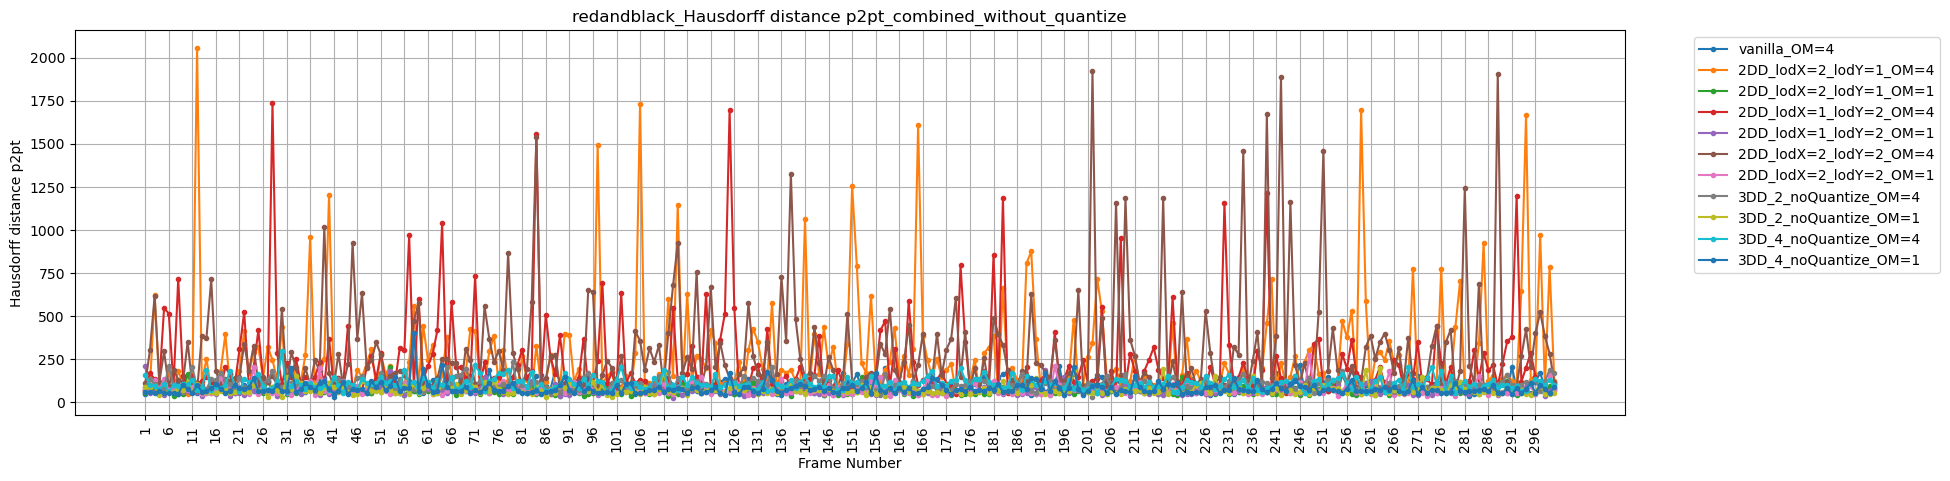 redandblack_Hausdorff distance p2pt_combined_without_quantize
Hausdorff distance p2pt
2000
1750
1500
1250
1000
750
500
250
0
1 6 11 16 21 26 31 36 41 46 51 56 61 66 71 76 81 86 91 96 101 106 111 116 121 126 131 136 141 146 151 156 161 166 171 176 181 186 191 196 201 206 211 216 221 226 231 236 241 246 251 256 261 266 271 276 281 286 291 296
Frame Number
vanilla_OM=4
2DD_lodX=2_lodY=1_OM=4
2DD_lodX=2_lodY=1_OM=1
2DD_lodX=1_lodY=2_OM=4
2DD_lodX=1_lodY=2_OM=1
2DD_lodX=2_lodY=2_OM=4
2DD_lodX=2_lodY=2_OM=1
3DD_2_noQuantize_OM=4
3DD_2_noQuantize_OM=1
3DD_4_noQuantize_OM=4
3DD_4_noQuantize_OM=1